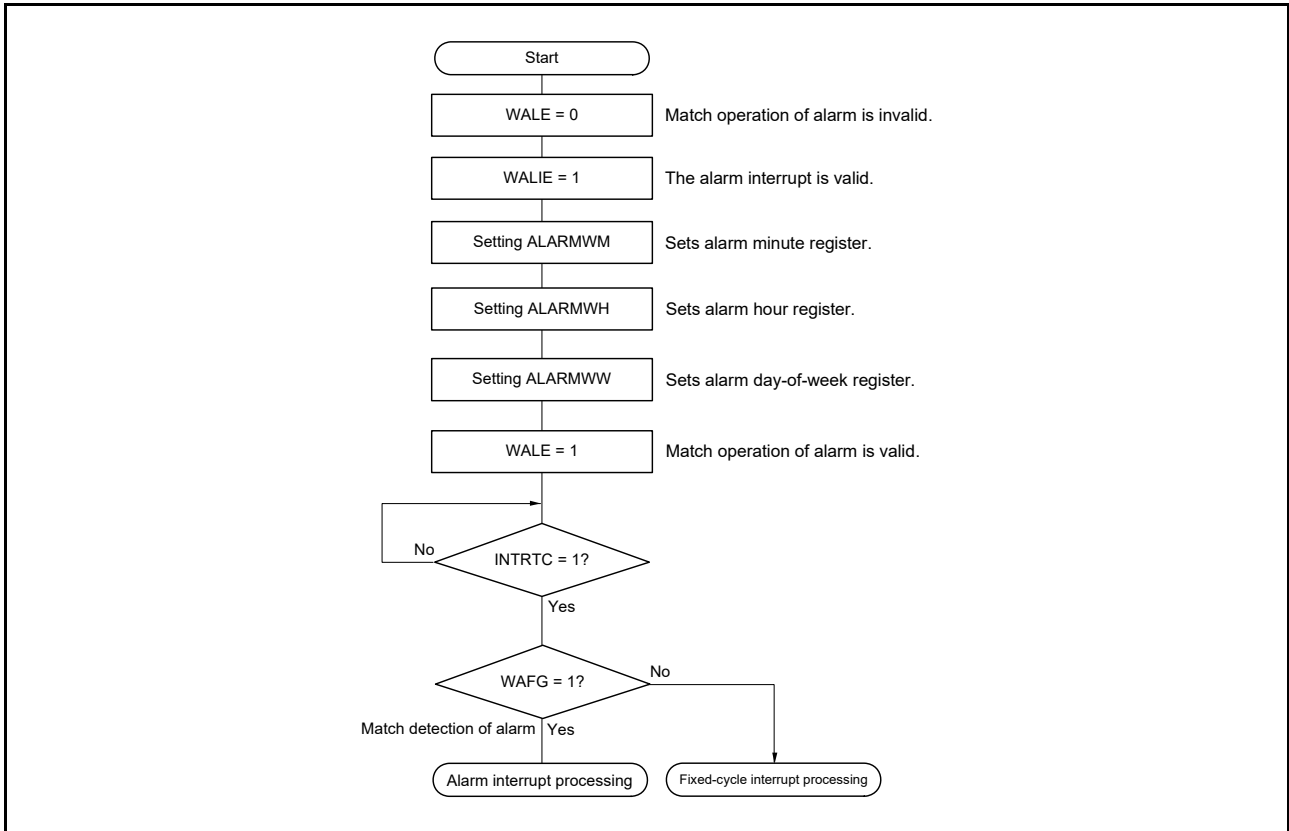 Start
WALE = 0
Match operation of alarm is invalid.
WALIE = 1
The alarm interrupt is valid.
Setting ALARMWM
Sets alarm minute register.
Setting ALARMWH
Sets alarm hour register.
Setting ALARMWW
Sets alarm day-of-week register.
WALE = 1
Match operation of alarm is valid.
No
INTRTC = 1?
Yes
WAFG = 1?
No
Match detection of alarm
Yes
Alarm interrupt processing
Fixed-cycle interrupt processing